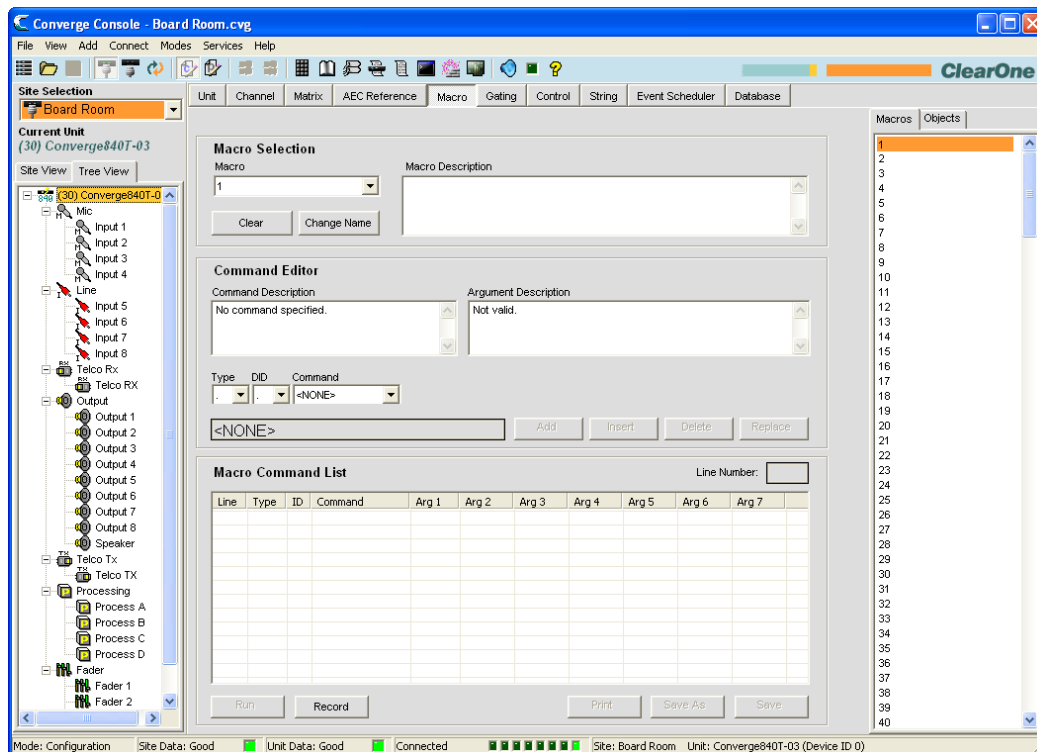 Converge Console - Board Room.cvg
File View Add Connect Modes Services Help
ClearOne
Site Selection
Board Room
Current Unit
(30) Converge840T-03
Site View Tree View
Unit Channel Matrix AEC Reference Macro Gating Control String Event Scheduler Database
(30) Converge840T-0
Mic
Input 1
Input 2
Input 3
Input 4
Line
Input 5
Input 6
Input 7
Input 8
Telco Rx
Telco RX
Output
Output 1
Output 2
Output 3
Output 4
Output 5
Output 6
Output 7
Output 8
Speaker
Telco Tx
Telco TX
Processing
Process A
Process B
Process C
Process D
Fader
Fader 1
Fader 2
Macro Selection
Macro
1
Clear Change Name
Macro Description
Command Editor
Command Description
No command specified.
Argument Description
Not valid.
Type DID Command
. . <NONE>
<NONE>
Add Insert Delete Replace
Macro Command List
Line Number:
Line Type ID Command Arg 1 Arg 2 Arg 3 Arg 4 Arg 5 Arg 6 Arg 7
Run Record Print Save As Save
Macros Objects
1
2
3
4
5
6
7
8
9
10
11
12
13
14
15
16
17
18
19
20
21
22
23
24
25
26
27
28
29
30
31
32
33
34
35
36
37
38
39
40
Mode: Configuration Site Data: Good Unit Data: Good Connected Site: Board Room Unit: Converge840T-03 (Device ID 0)